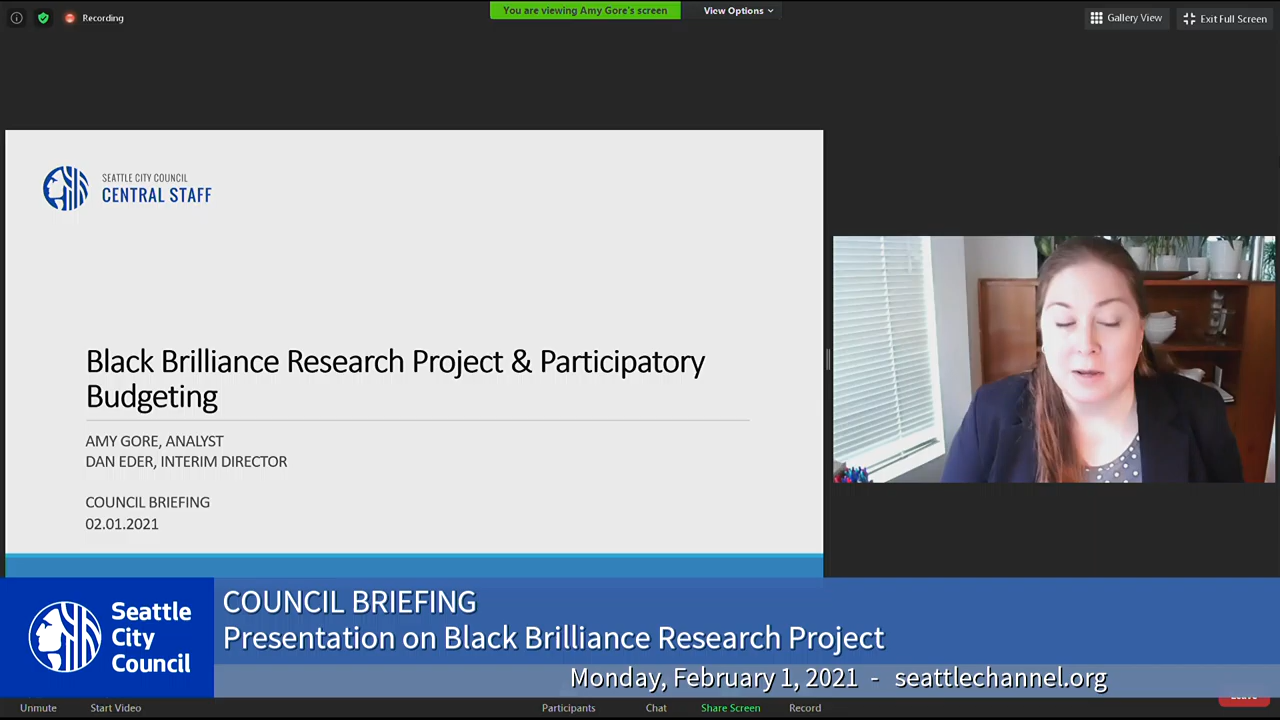 Recording
You are viewing Amy Gore's screen
View Options
Gallery View
Exit Full Screen
SEATTLE CITY COUNCIL
CENTRAL STAFF
Black Brilliance Research Project & Participatory
Budgeting
AMY GORE, ANALYST
DAN EDER, INTERIM DIRECTOR
COUNCIL BRIEFING
02.01.2021
Seattle
City
Council
COUNCIL BRIEFING
Presentation on Black Brilliance Research Project
Monday, February 1, 2021 - seattlechannel.org
Unmute
Start Video
Participants
Chat
Share Screen
Record